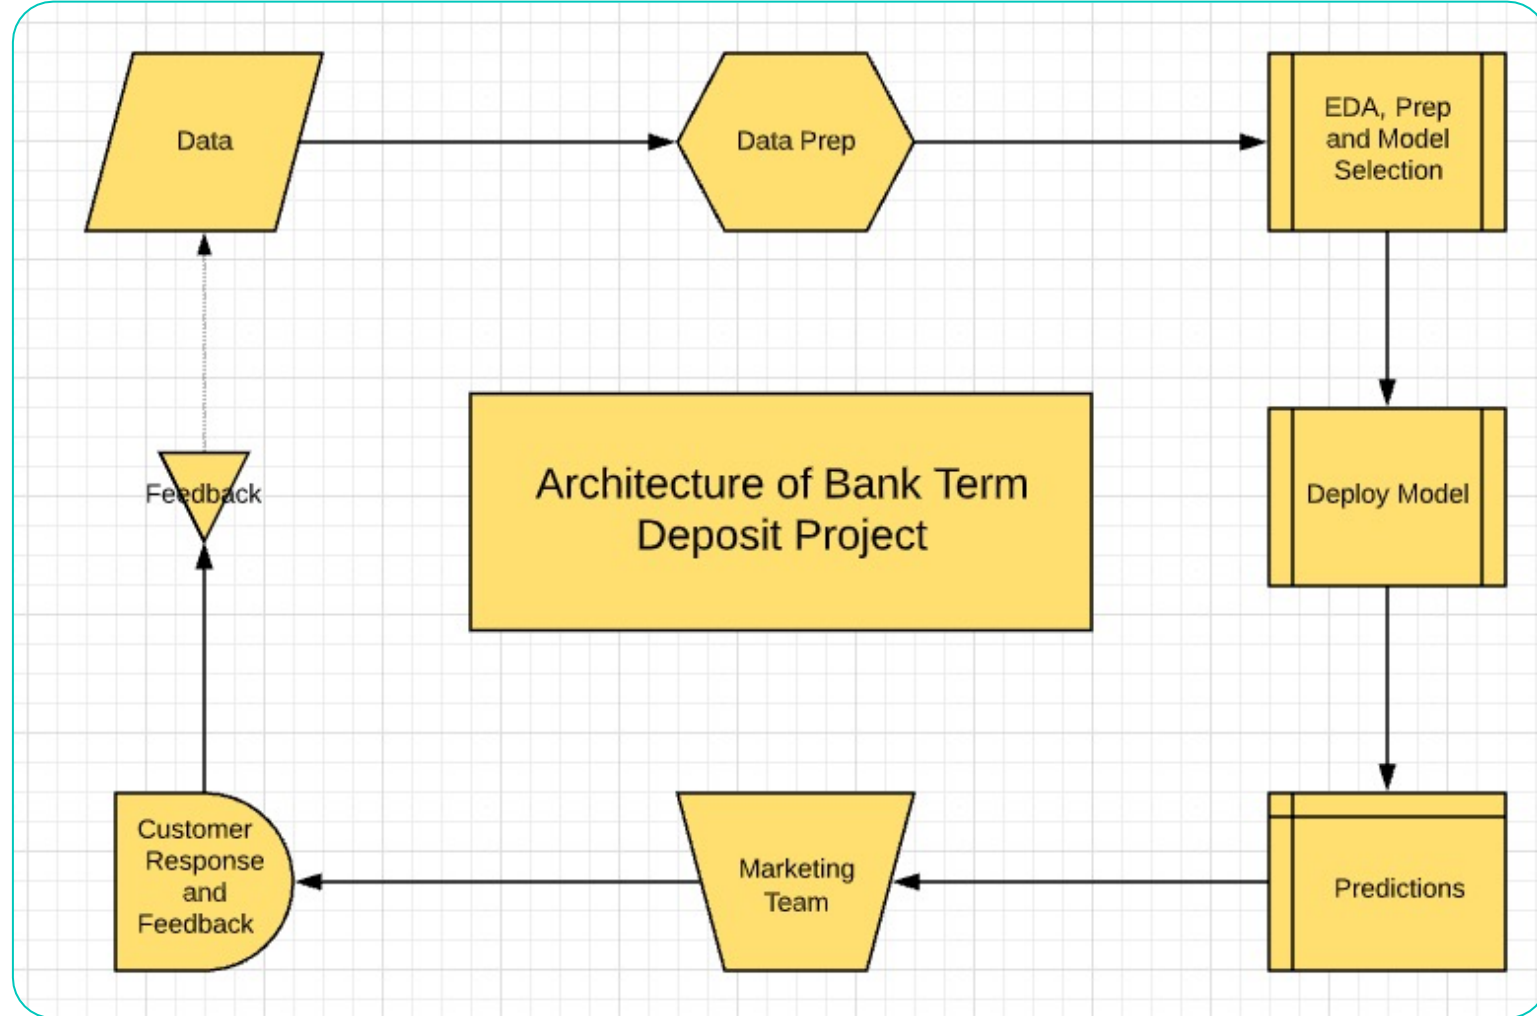 Data
Data Prep
EDA, Prep
and Model
Selection
Feedback
Architecture of Bank Term
Deposit Project
Deploy Model
Customer
Response
and
Feedback
Marketing
Team
Predictions